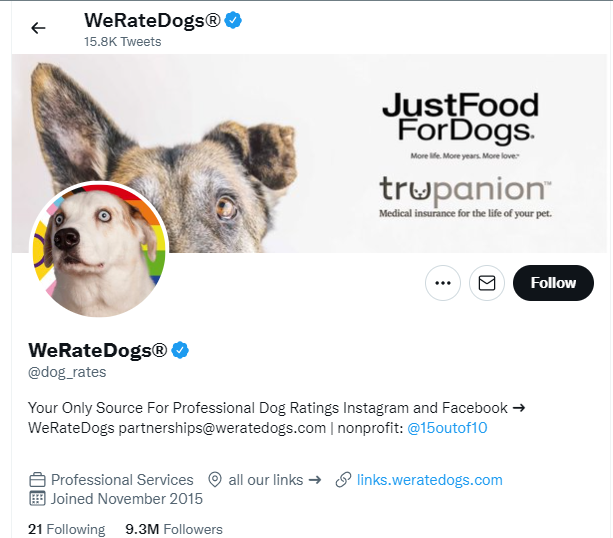 WeRateDogs®
15.8K Tweets
JustFood
ForDogs.
More life. More years. More love.™
trupanion™
Medical insurance for the life of your pet.
Follow
WeRateDogs®
@dog_rates
Your Only Source For Professional Dog Ratings Instagram and Facebook ➔
WeRateDogs partnerships@weratedogs.com | nonprofit: @15outof10
Professional Services all our links ➔ links.weratedogs.com
Joined November 2015
21 Following 9.3M Followers